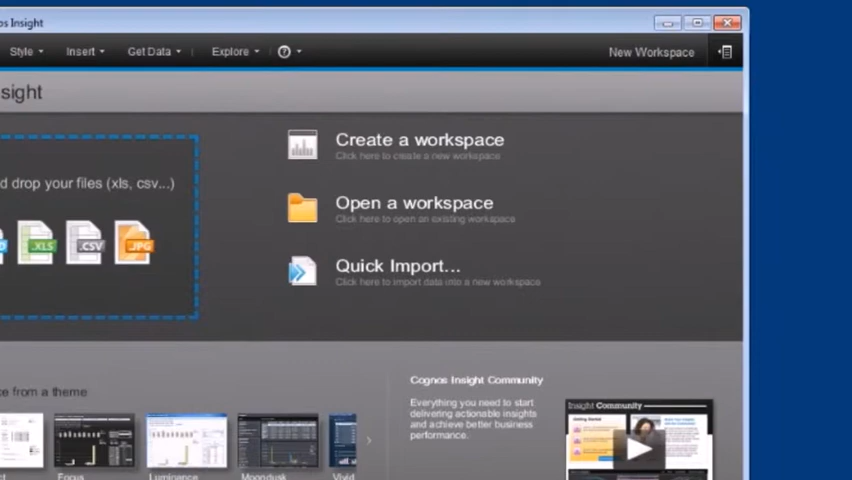 os Insight
Style Insert Get Data Explore New Workspace
sight
Create a workspace
Click here to create a new workspace
Open a workspace
Click here to open an existing workspace
d drop your files (xls, csv...)
.XLS .CSV .JPG
Quick Import...
Click here to import data into a new workspace
ce from a theme
Cognos Insight Community
Everything you need to start
delivering actionable insights
and achieve better business
performance.
Insight Community
Focus Luminance Moondusk Vivid